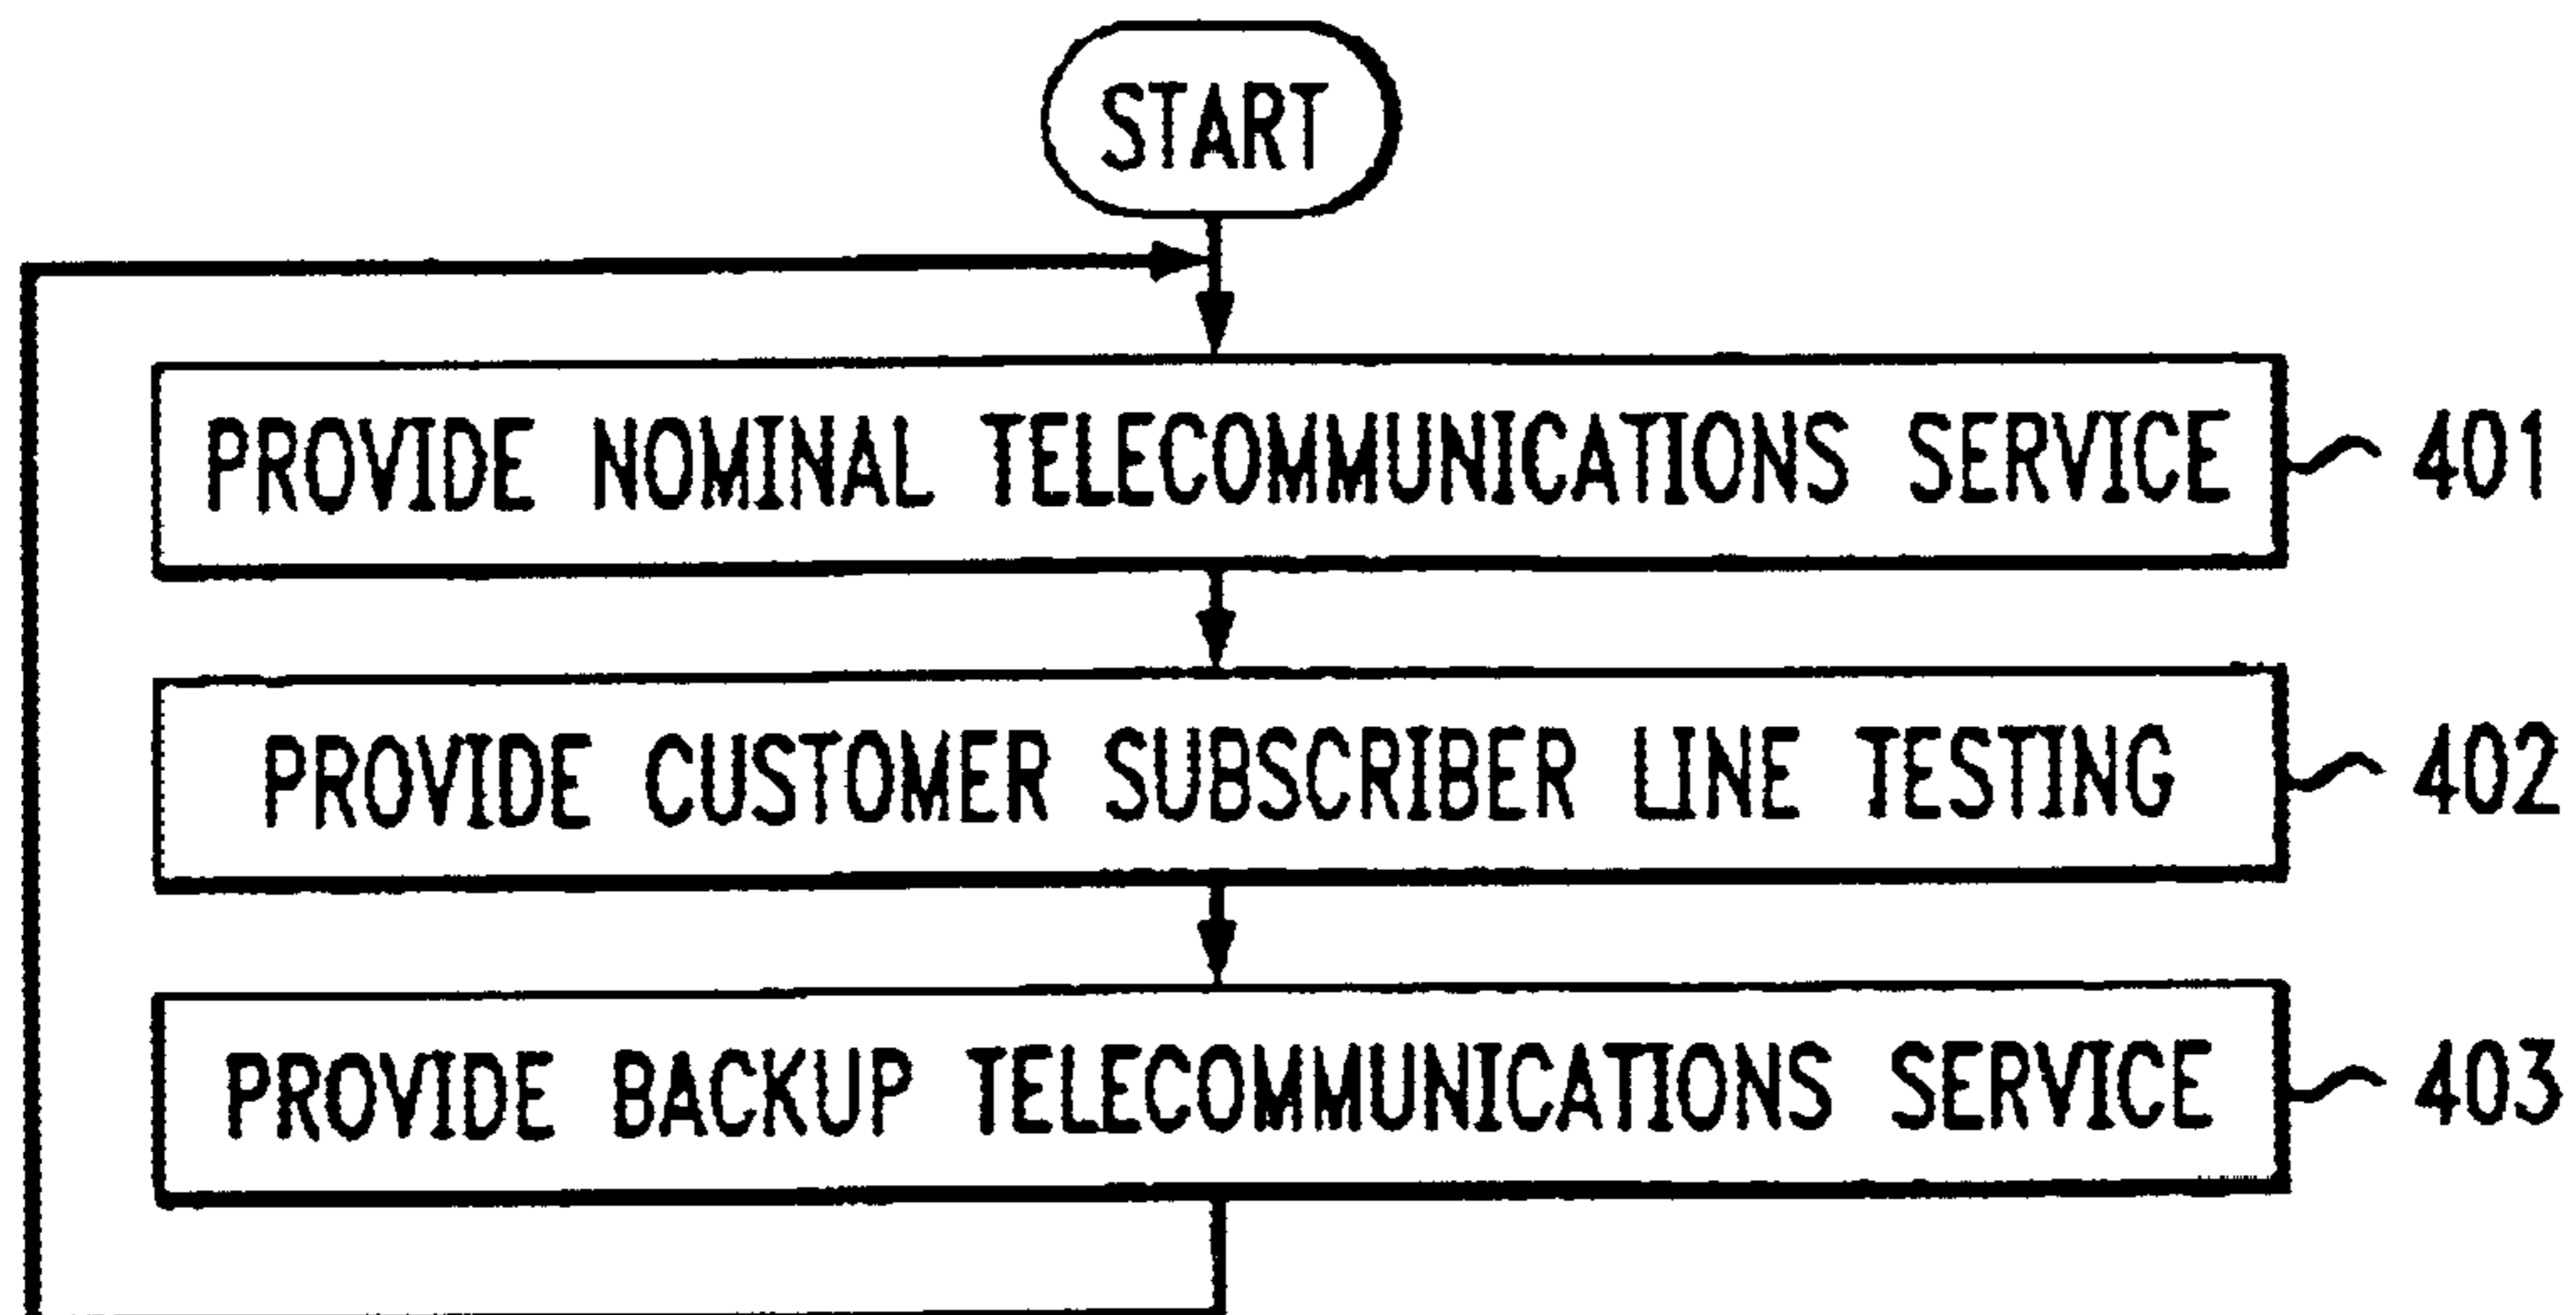 START
PROVIDE NOMINAL TELECOMMUNICATIONS SERVICE 401
PROVIDE CUSTOMER SUBSCRIBER LINE TESTING 402
PROVIDE BACKUP TELECOMMUNICATIONS SERVICE 403